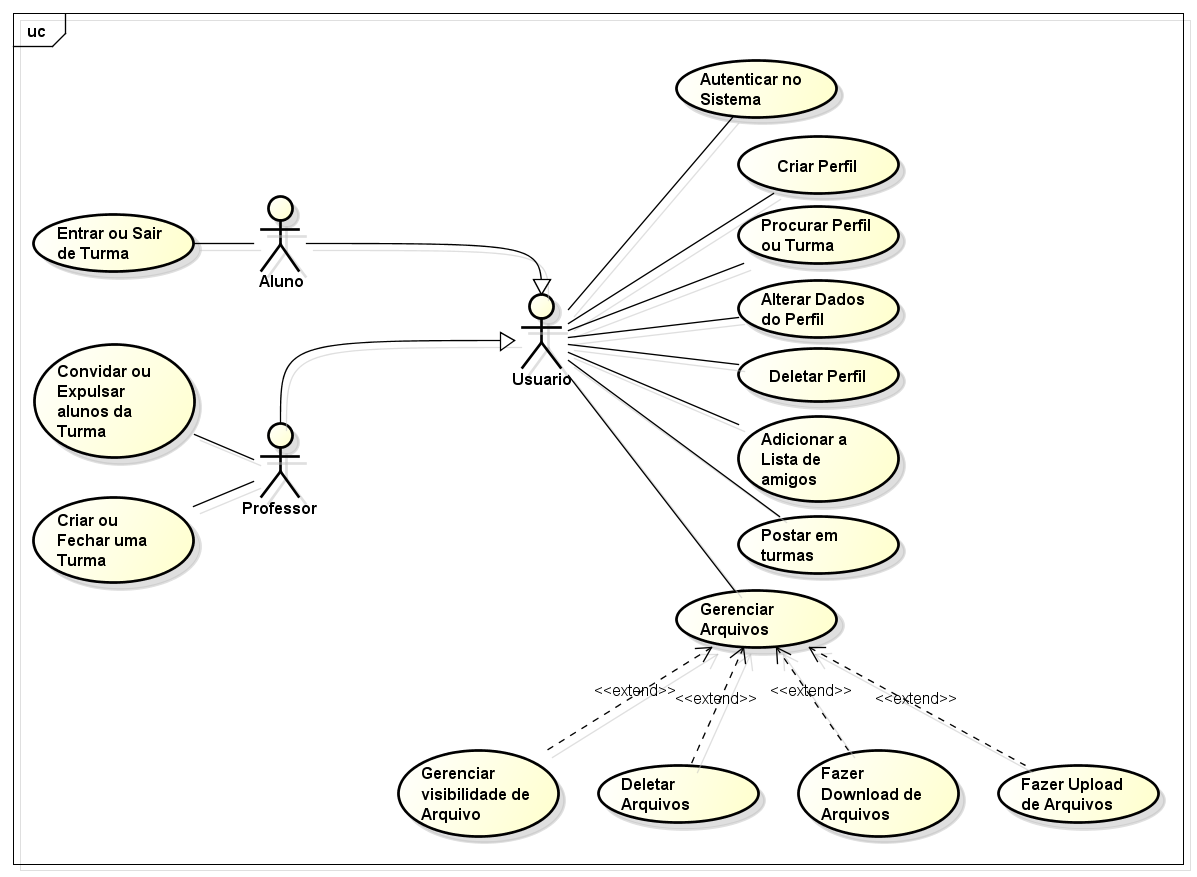 uc
Autenticar no
Sistema
Criar Perfil
Procurar Perfil
ou Turma
Entrar ou Sair
de Turma
Aluno
Alterar Dados
do Perfil
Usuario
Deletar Perfil
Convidar ou
Expulsar
alunos da
Turma
Adicionar a
Lista de
amigos
Professor
Criar ou
Fechar uma
Turma
Postar em
turmas
Gerenciar
Arquivos
<<extend>>
<<extend>>
<<extend>>
<<extend>>
Gerenciar
visibilidade de
Arquivo
Deletar
Arquivos
Fazer
Download de
Arquivos
Fazer Upload
de Arquivos